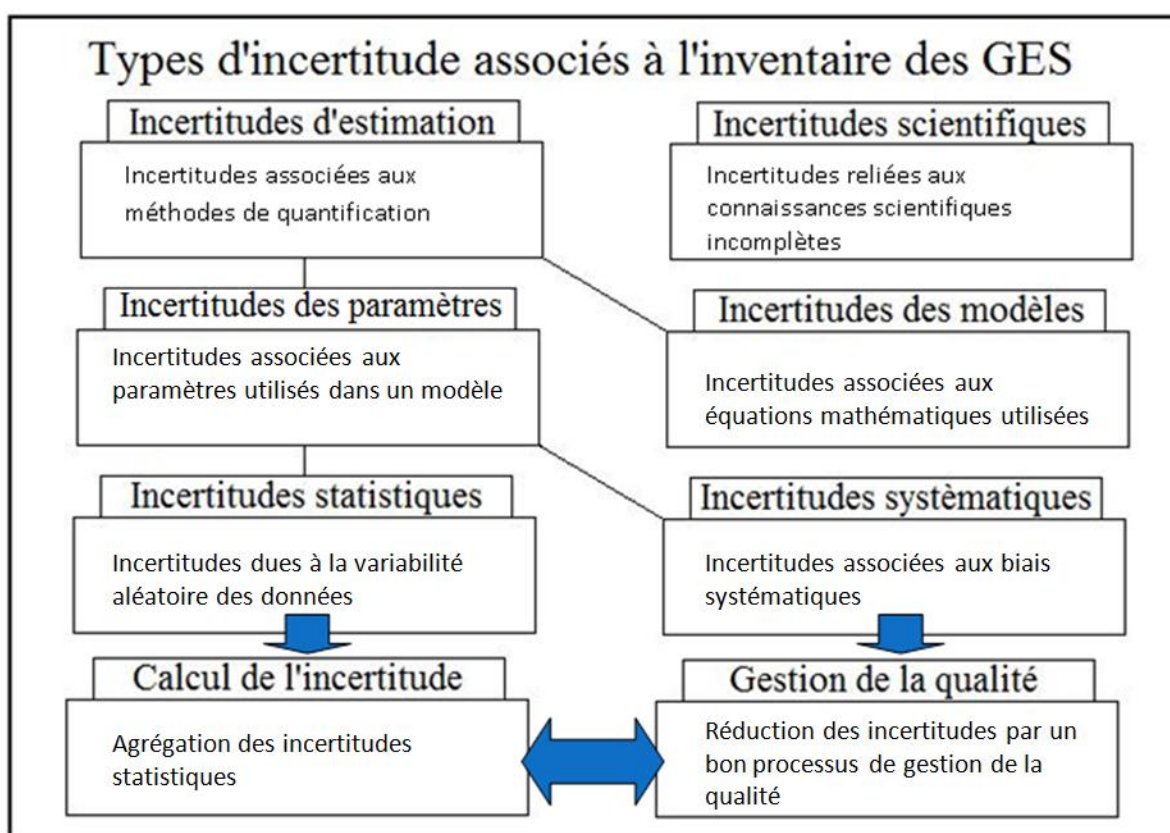 Types d'incertitude associés à l'inventaire des GES
Incertitudes d'estimation
Incertitudes associées aux
méthodes de quantification
Incertitudes scientifiques
Incertitudes reliées aux
connaissances scientifiques
incomplètes
Incertitudes des paramètres
Incertitudes associées aux
paramètres utilisés dans un modèle
Incertitudes des modèles
Incertitudes associées aux
équations mathématiques utilisées
Incertitudes statistiques
Incertitudes dues à la variabilité
aléatoire des données
Incertitudes systèmatiques
Incertitudes associées aux biais
systématiques
Calcul de l'incertitude
Agrégation des incertitudes
statistiques
Gestion de la qualité
Réduction des incertitudes par un
bon processus de gestion de la
qualité